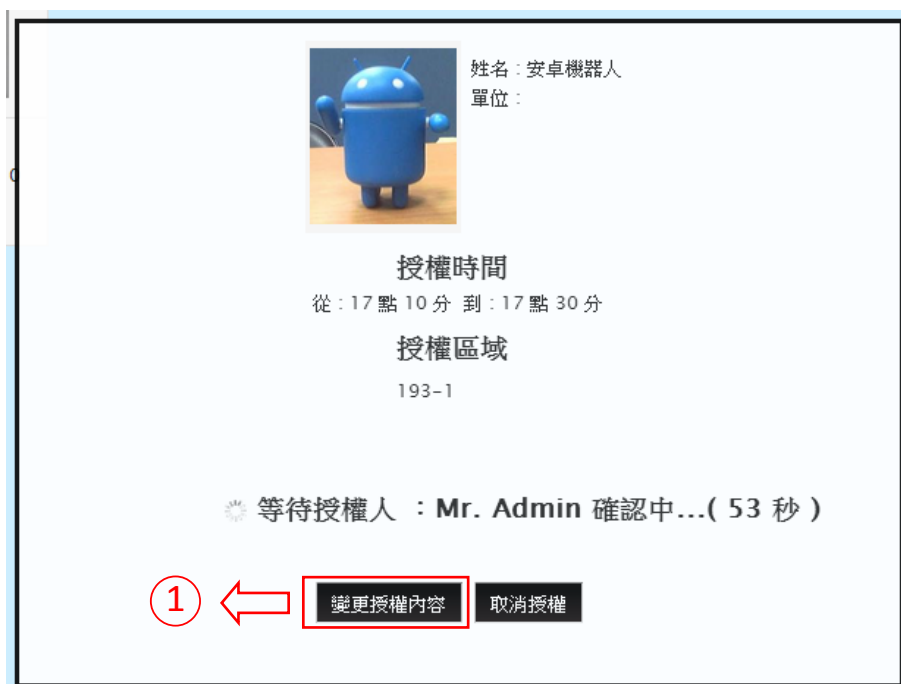 姓名 : 安卓機器人
單位 :
授權時間
從 : 17 點 10 分 到 : 17 點 30 分
授權區域
193-1
等待授權人 : Mr. Admin 確認中...( 53 秒 )
1
變更授權內容 取消授權